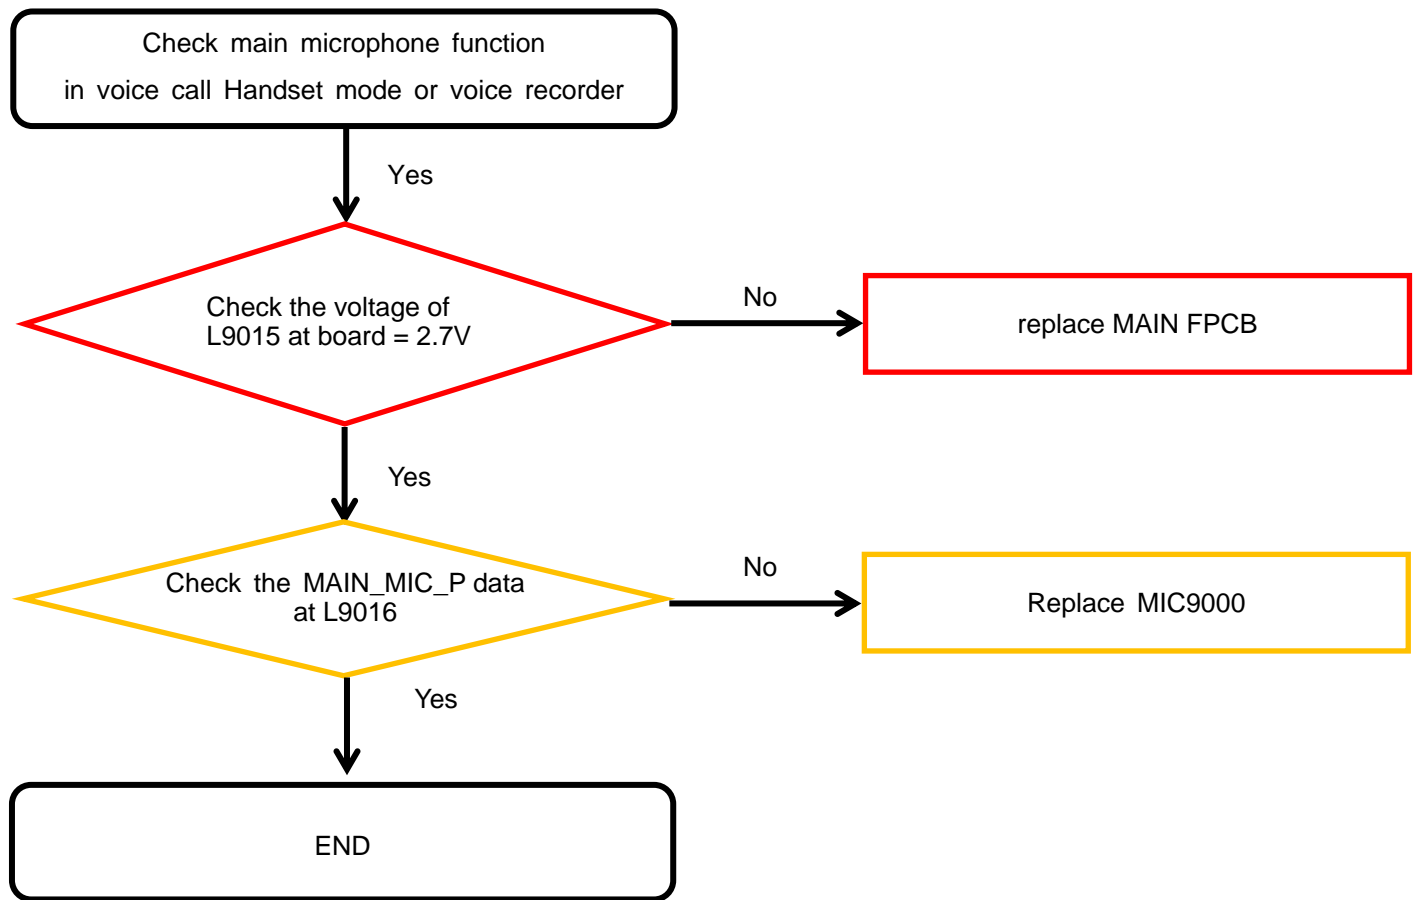 Check main microphone function
in voice call Handset mode or voice recorder
Yes
Check the voltage of
L9015 at board = 2.7V
No
replace MAIN FPCB
Yes
Check the MAIN_MIC_P data
at L9016
No
Replace MIC9000
Yes
END